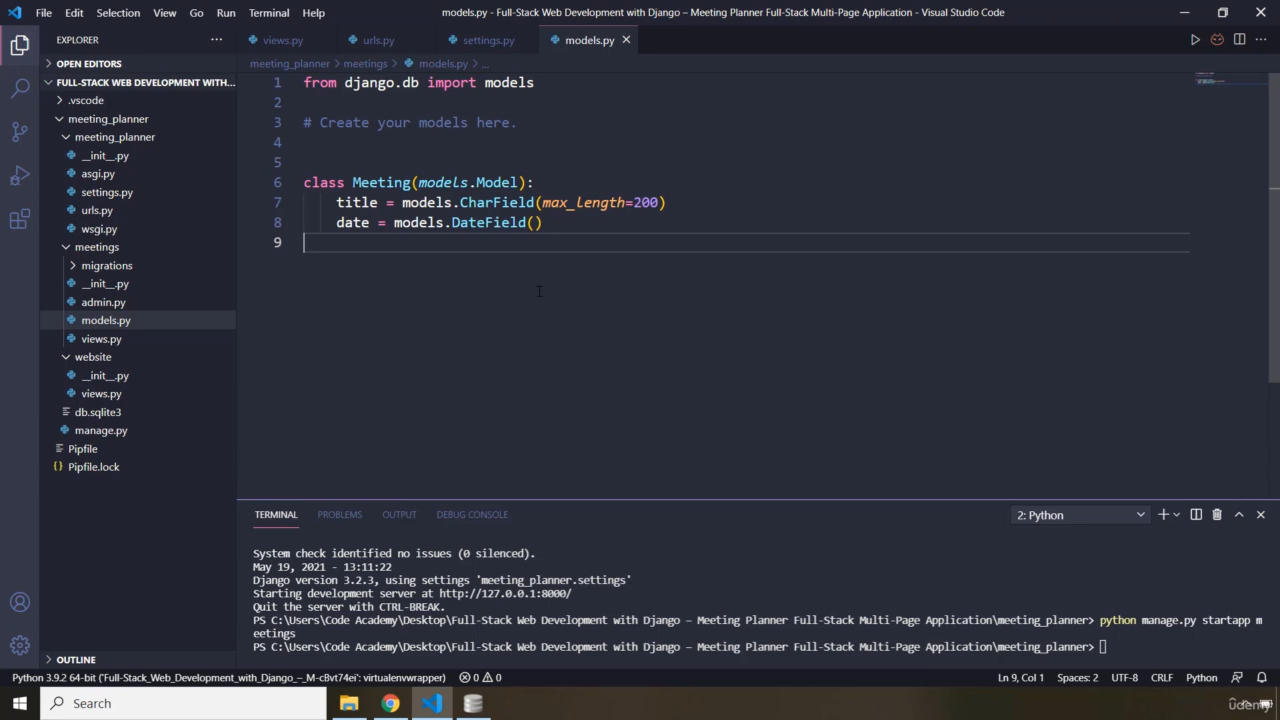 File Edit Selection View Go Run Terminal Help models.py - Full-Stack Web Development with Django – Meeting Planner Full-Stack Multi-Page Application - Visual Studio Code
EXPLORER
views.py urls.py settings.py models.py
OPEN EDITORS
meeting_planner > meetings > models.py > ...
FULL-STACK WEB DEVELOPMENT WITH...
.vscode
meeting_planner
meeting_planner
__init__.py
asgi.py
settings.py
urls.py
wsgi.py
meetings
migrations
__init__.py
admin.py
models.py
views.py
website
__init__.py
views.py
db.sqlite3
manage.py
Pipfile
Pipfile.lock
OUTLINE
1 from django.db import models
2
3 # Create your models here.
4
5
6 class Meeting(models.Model):
7 title = models.CharField(max_length=200)
8 date = models.DateField()
9
TERMINAL PROBLEMS OUTPUT DEBUG CONSOLE 2: Python
System check identified no issues (0 silenced).
May 19, 2021 - 13:11:22
Django version 3.2.3, using settings 'meeting_planner.settings'
Starting development server at http://127.0.0.1:8000/
Quit the server with CTRL-BREAK.
PS C:\Users\Code Academy\Desktop\Full-Stack Web Development with Django – Meeting Planner Full-Stack Multi-Page Application\meeting_planner> python manage.py startapp m
eetings
PS C:\Users\Code Academy\Desktop\Full-Stack Web Development with Django – Meeting Planner Full-Stack Multi-Page Application\meeting_planner>
Python 3.9.2 64-bit ('Full-Stack_Web_Development_with_Django_–_M-cBvt74ei': virtualenvwrapper) 0 0 Ln 9, Col 1 Spaces: 2 UTF-8 CRLF Python
Search
Udemy